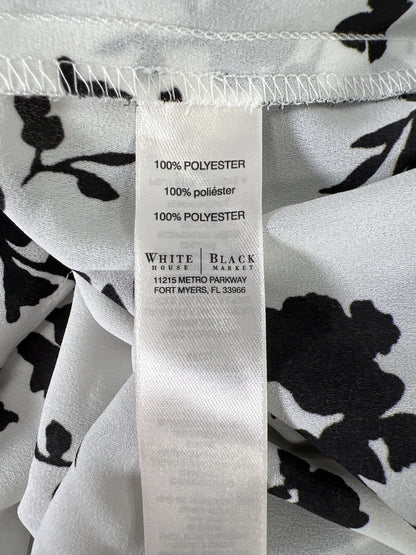 100% POLYESTER
100% poliéster
100% POLYESTER
WHITE | BLACK
HOUSE | MARKET
11215 METRO PARKWAY
FORT MYERS, FL 33966